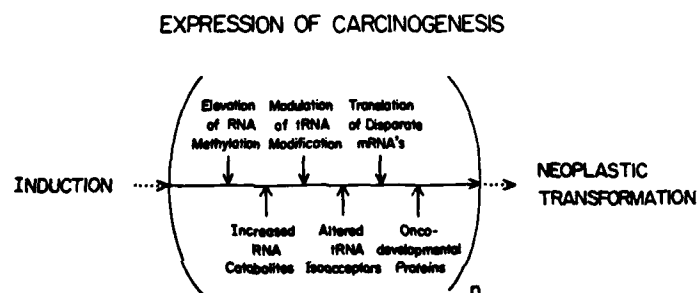 EXPRESSION OF CARCINOGENESIS
Elevation
of RNA
Methylation
Modulation
of tRNA
Modification
Translation
of Disparate
mRNA's
INDUCTION
NEOPLASTIC
TRANSFORMATION
Increased
RNA
Catabolites
Altered
tRNA
Isoacceptors
Onco-
developmental
Proteins
n